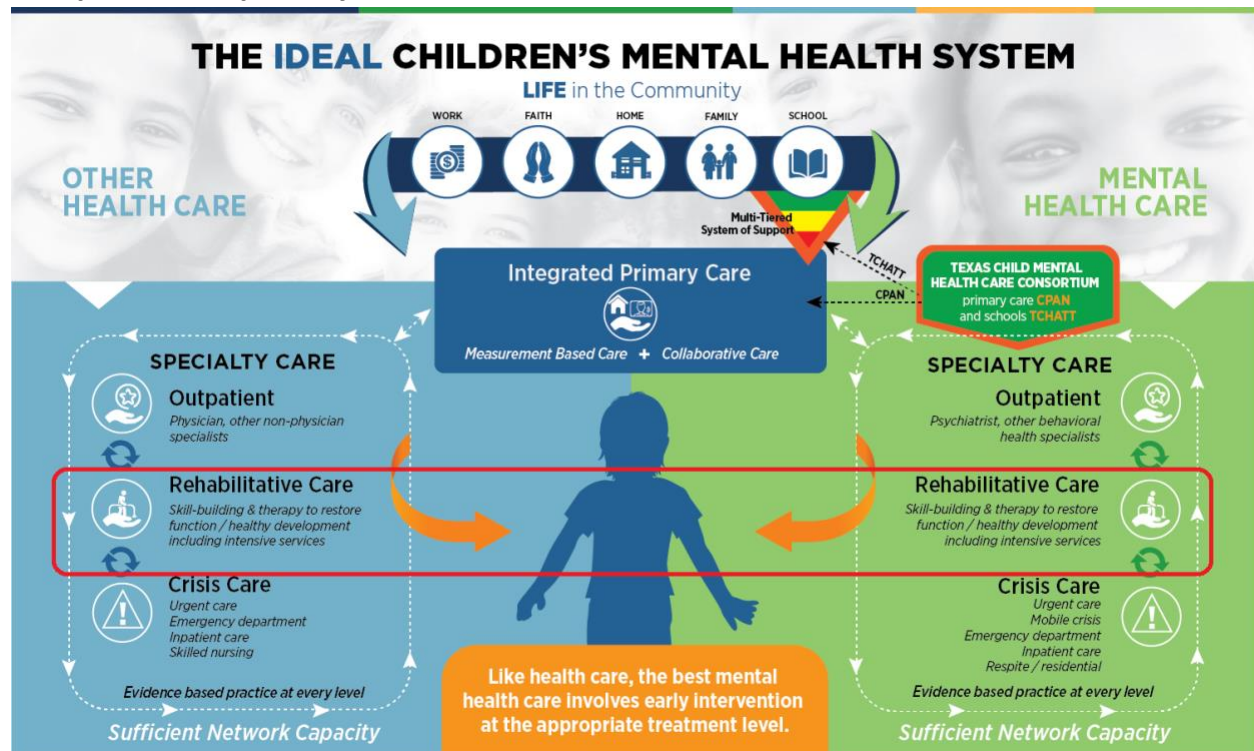 THE IDEAL CHILDREN'S MENTAL HEALTH SYSTEM
LIFE in the Community
WORK
FAITH
HOME
FAMILY
SCHOOL
OTHER
HEALTH CARE
MENTAL
HEALTH CARE
Multi-Tiered
System of Support
TCHATT
CPAN
TEXAS CHILD MENTAL
HEALTH CARE CONSORTIUM
primary care CPAN
and schools TCHATT
Integrated Primary Care
Measurement Based Care + Collaborative Care
SPECIALTY CARE
Outpatient
Physician, other non-physician
specialists
Rehabilitative Care
Skill-building & therapy to restore
function / healthy development
including intensive services
Crisis Care
Urgent care
Emergency department
Inpatient care
Skilled nursing
Evidence based practice at every level
Sufficient Network Capacity
SPECIALTY CARE
Outpatient
Psychiatrist, other behavioral
health specialists
Rehabilitative Care
Skill-building & therapy to restore
function / healthy development
including intensive services
Crisis Care
Urgent care
Mobile crisis
Emergency department
Inpatient care
Respite / residential
Evidence based practice at every level
Sufficient Network Capacity
Like health care, the best mental
health care involves early intervention
at the appropriate treatment level.